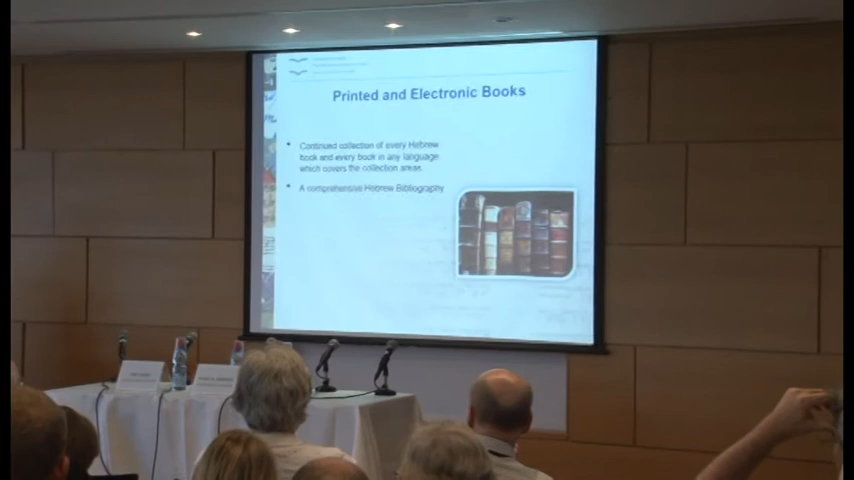 Printed and Electronic Books
• Continued collection of every Hebrew
book and every book in any language
which covers the collection areas.
• A comprehensive Hebrew Bibliography